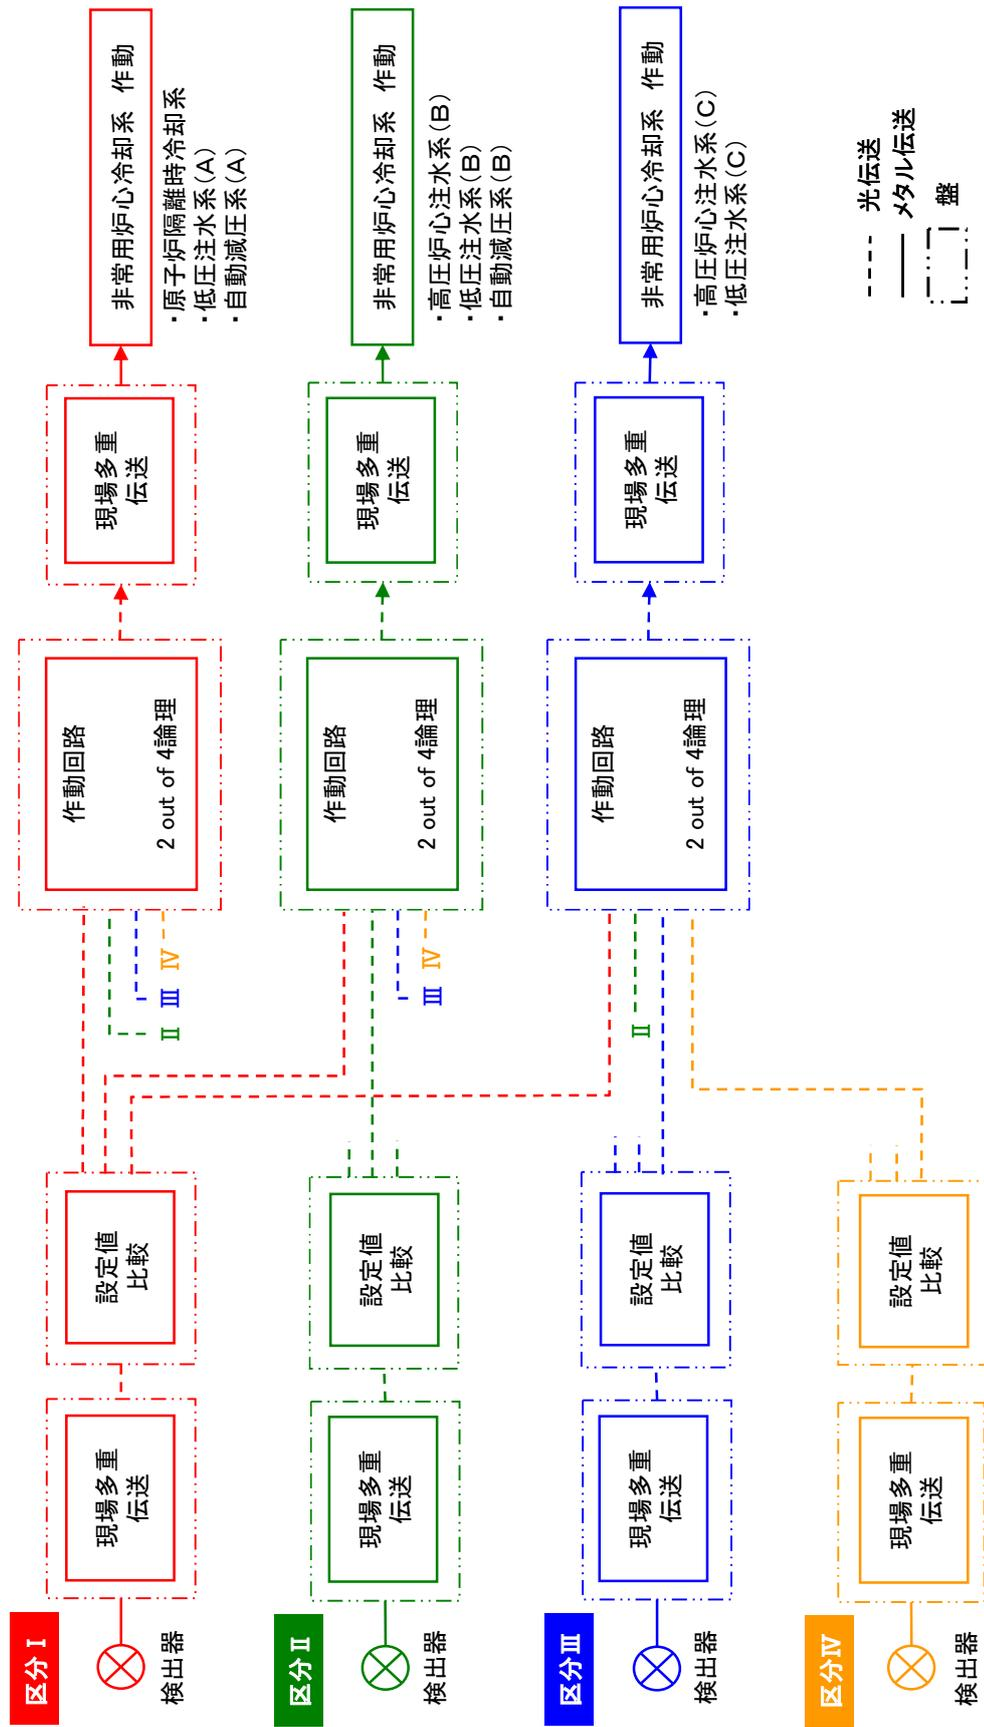 区分Ⅰ
検出器
現場多重
伝送
設定値
比較
Ⅱ
Ⅲ
Ⅳ
作動回路
2 out of 4論理
現場多重
伝送
非常用炉心冷却系 作動
・原子炉隔離時冷却系
・低圧注水系(A)
・自動減圧系(A)
区分Ⅱ
検出器
現場多重
伝送
設定値
比較
Ⅲ
Ⅳ
作動回路
2 out of 4論理
現場多重
伝送
非常用炉心冷却系 作動
・高圧炉心注水系(B)
・低圧注水系(B)
・自動減圧系(B)
区分Ⅲ
検出器
現場多重
伝送
設定値
比較
Ⅱ
作動回路
2 out of 4論理
現場多重
伝送
非常用炉心冷却系 作動
・高圧炉心注水系(C)
・低圧注水系(C)
区分Ⅳ
検出器
現場多重
伝送
設定値
比較
光伝送
メタル伝送
盤